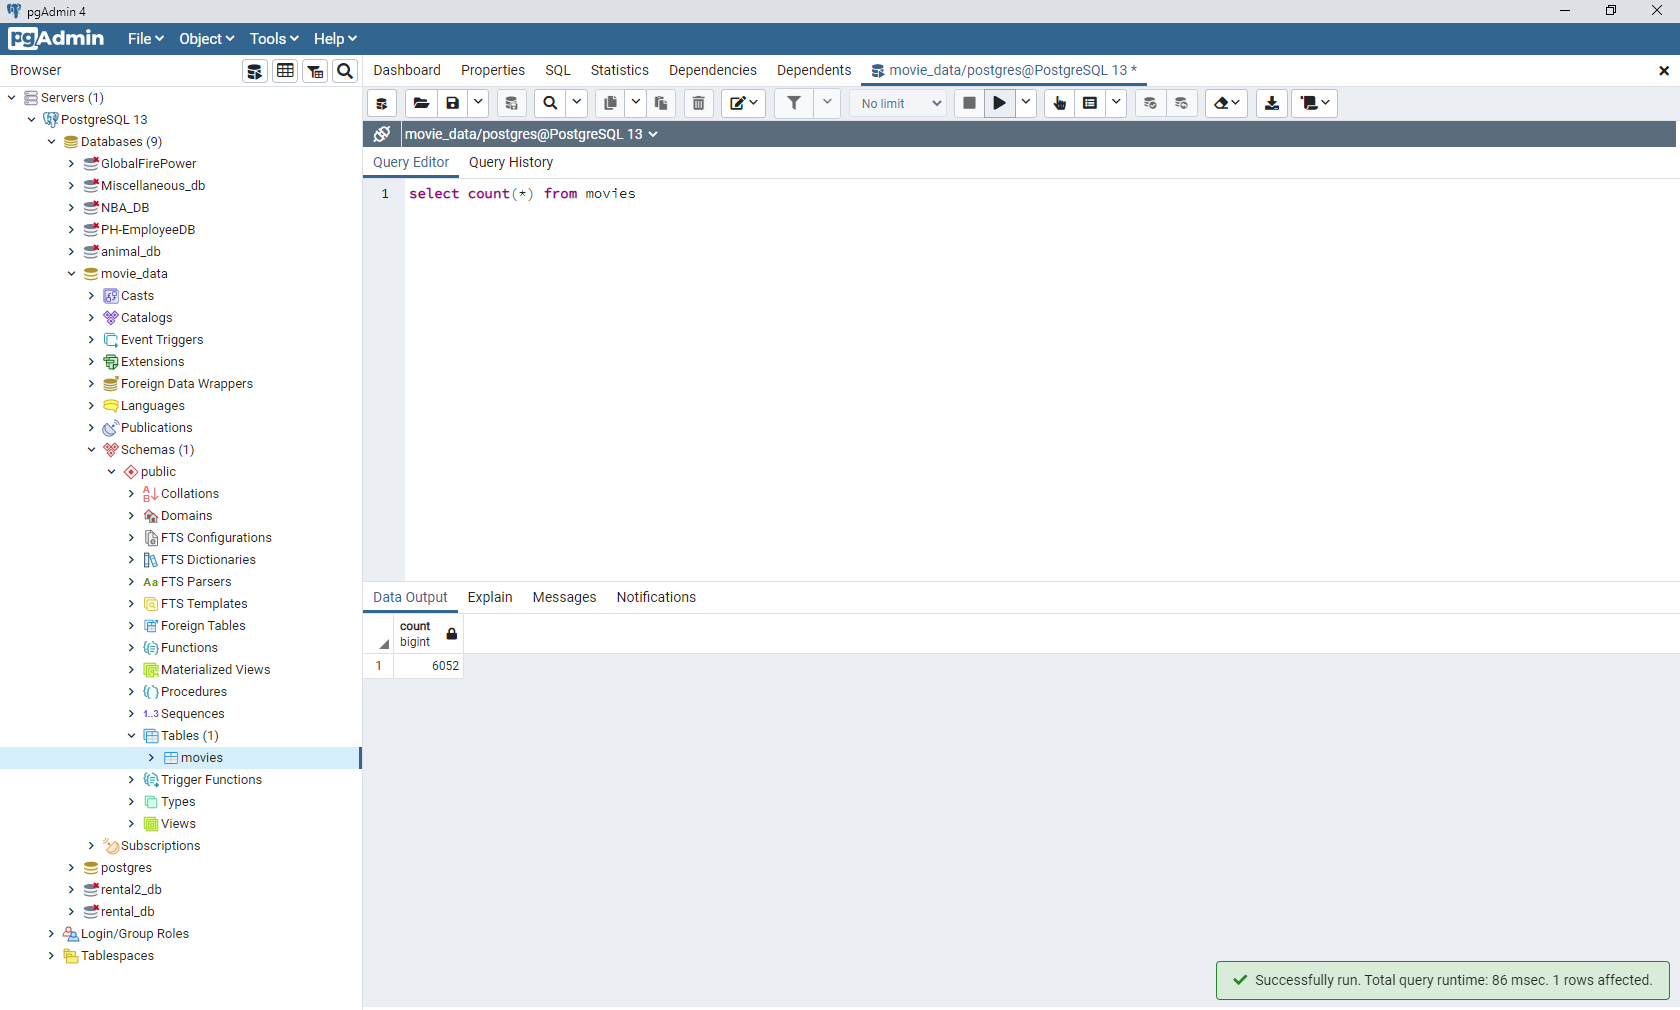 pgAdmin 4
pgAdmin File Object Tools Help
Browser
Dashboard Properties SQL Statistics Dependencies Dependents movie_data/postgres@PostgreSQL 13 *
No limit
movie_data/postgres@PostgreSQL 13
Query Editor Query History
1 select count(*) from movies
Servers (1)
PostgreSQL 13
Databases (9)
GlobalFirePower
Miscellaneous_db
NBA_DB
PH-EmployeeDB
animal_db
movie_data
Casts
Catalogs
Event Triggers
Extensions
Foreign Data Wrappers
Languages
Publications
Schemas (1)
public
Collations
Domains
FTS Configurations
FTS Dictionaries
Aa FTS Parsers
FTS Templates
Foreign Tables
Functions
Materialized Views
Procedures
1..3 Sequences
Tables (1)
movies
Trigger Functions
Types
Views
Subscriptions
postgres
rental2_db
rental_db
Login/Group Roles
Tablespaces
Data Output Explain Messages Notifications
count
bigint
1 6052
Successfully run. Total query runtime: 86 msec. 1 rows affected.